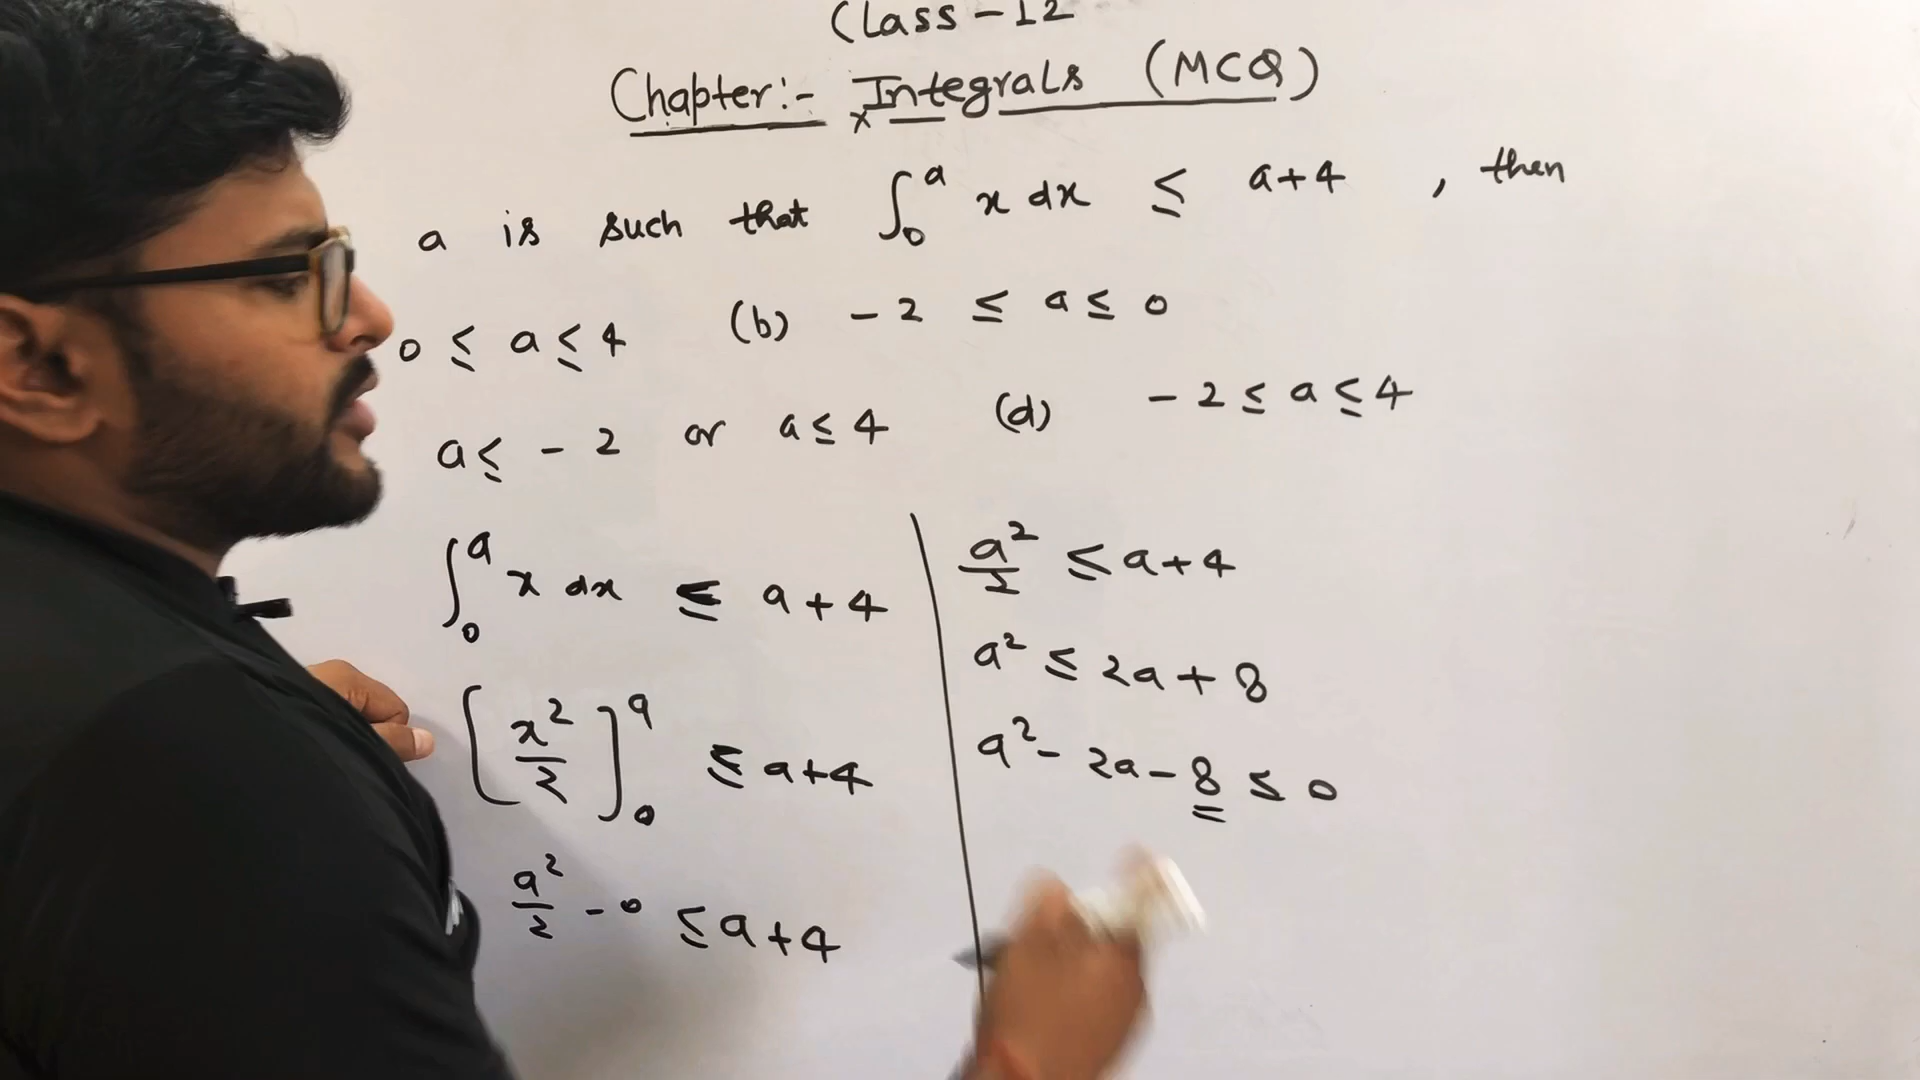 Class - 12
Chapter:- Integrals (MCQ)
a is such that ∫₀ᵃ x dx ≤ a+4 , then
0 ≤ a ≤ 4 (b) -2 ≤ a ≤ 0
a ≤ -2 or a ≤ 4 (d) -2 ≤ a ≤ 4
∫₀ᵃ x dx ≤ a+4
[x²/2]₀ᵃ ≤ a+4
a²/2 - 0 ≤ a+4
a²/2 ≤ a+4
a² ≤ 2a + 8
a² - 2a - 8 ≤ 0